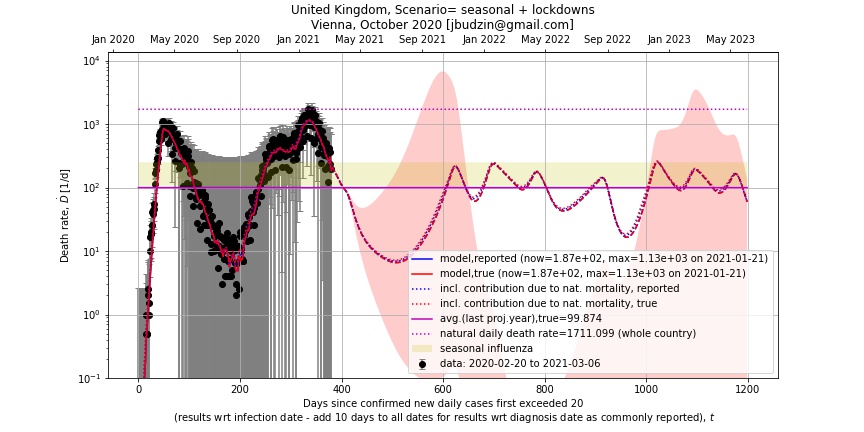 United Kingdom, Scenario= seasonal + lockdowns
Vienna, October 2020 [jbudzin@gmail.com]
Jan 2020 May 2020 Sep 2020 Jan 2021 May 2021 Sep 2021 Jan 2022 May 2022 Sep 2022 Jan 2023 May 2023
10⁴
10³
10²
10¹
10⁰
10⁻¹
Death rate, D [1/d]
model,reported (now=1.87e+02, max=1.13e+03 on 2021-01-21)
model,true (now=1.87e+02, max=1.13e+03 on 2021-01-21)
incl. contribution due to nat. mortality, reported
incl. contribution due to nat. mortality, true
avg.(last proj.year),true=99.874
natural daily death rate=1711.099 (whole country)
seasonal influenza
data: 2020-02-20 to 2021-03-06
0 200 400 600 800 1000 1200
Days since confirmed new daily cases first exceeded 20
(results wrt infection date - add 10 days to all dates for results wrt diagnosis date as commonly reported), t